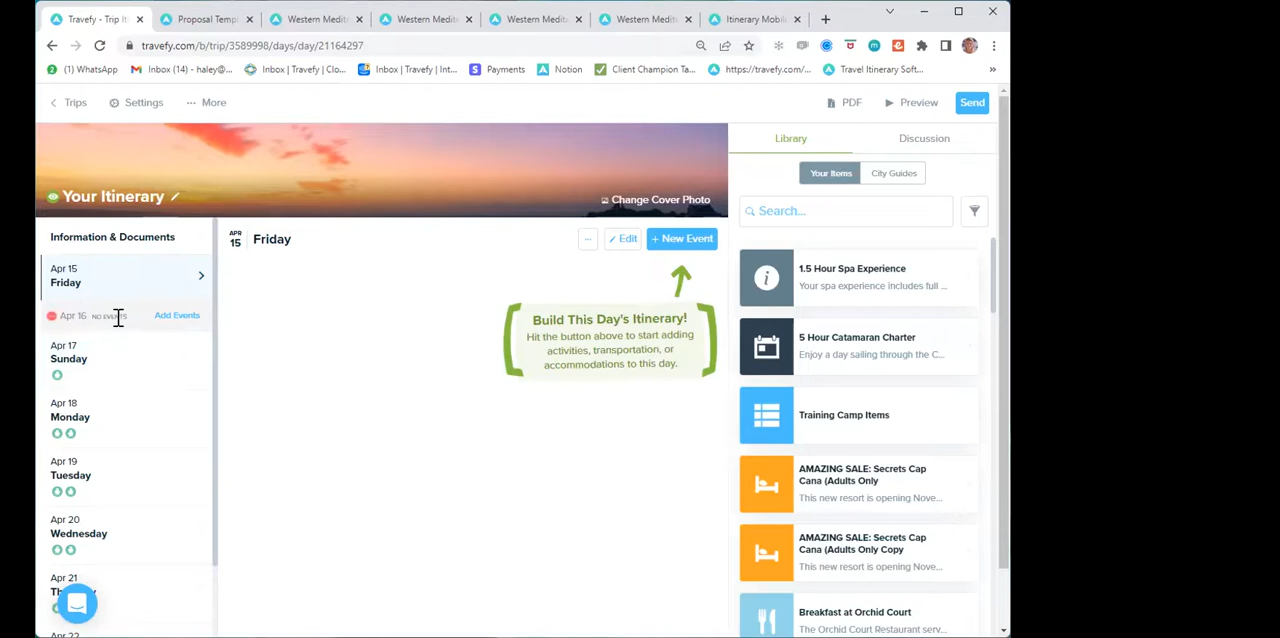 Travefy - Trip It
Proposal Templ
Western Medit
Western Medit
Western Medit
Western Medit
Itinerary Mobil
travefy.com/b/trip/3589998/days/day/21164297
(1) WhatsApp
Inbox (14) - haley@...
Inbox | Travefy | Clo...
Inbox | Travefy | Int...
Payments
Notion
Client Champion Ta...
https://travefy.com/...
Travel Itinerary Soft...
Trips
Settings
More
PDF
Preview
Send
Your Itinerary
Change Cover Photo
Library
Discussion
Your Items
City Guides
Search...
Information & Documents
Apr 15
Friday
Apr 16 NO EVENTS
Add Events
Apr 17
Sunday
Apr 18
Monday
Apr 19
Tuesday
Apr 20
Wednesday
Apr 21
Apr 22
APR
15
Friday
...
Edit
+ New Event
Build This Day's Itinerary!
Hit the button above to start adding
activities, transportation, or
accommodations to this day.
1.5 Hour Spa Experience
Your spa experience includes full ...
5 Hour Catamaran Charter
Enjoy a day sailing through the C...
Training Camp Items
AMAZING SALE: Secrets Cap
Cana (Adults Only
This new resort is opening Nove...
AMAZING SALE: Secrets Cap
Cana (Adults Only Copy
This new resort is opening Nove...
Breakfast at Orchid Court
The Orchid Court Restaurant serv...